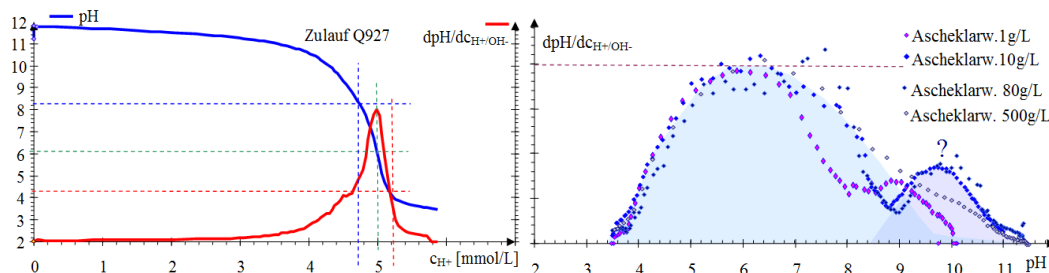 12
11
10
9
8
7
6
5
4
3
2
pH
Zulauf Q927
dpH/dcH+/OH-
0
1
2
3
4
5
cH+ [mmol/L]
dpH/dcH+/OH-
Ascheklarw.1g/L
Ascheklarw.10g/L
Ascheklarw. 80g/L
Ascheklarw. 500g/L
?
2 3 4 5 6 7 8 9 10 11 pH